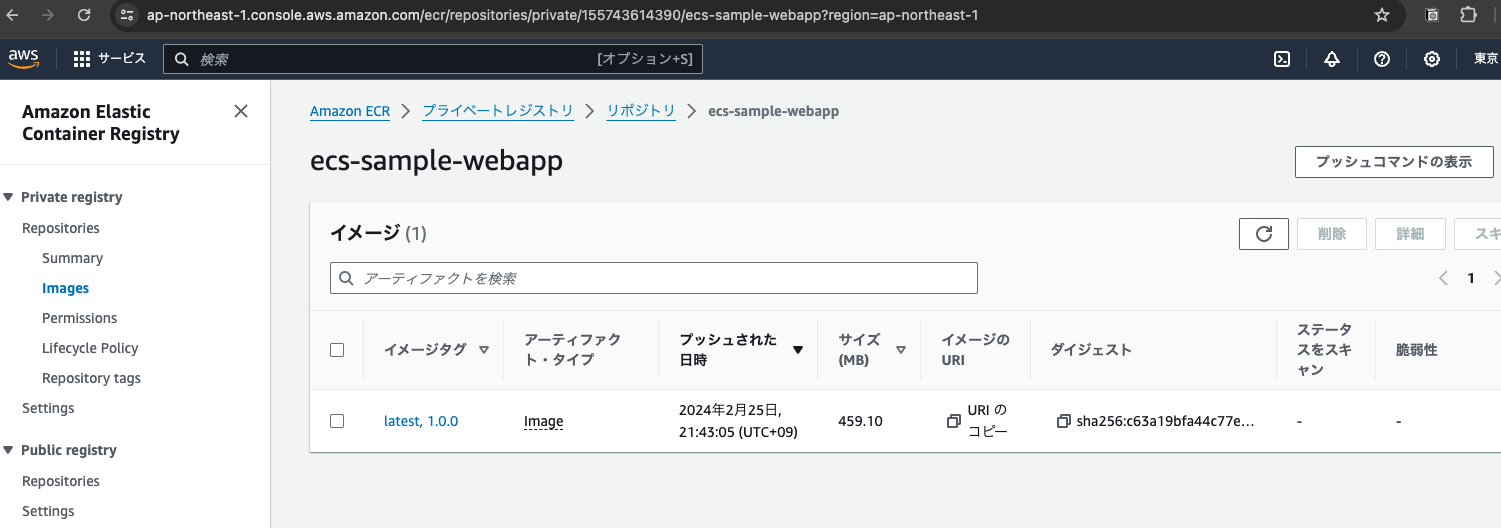 ap-northeast-1.console.aws.amazon.com/ecr/repositories/private/155743614390/ecs-sample-webapp?region=ap-northeast-1
aws
サービス
検索
[オプション+S]
東京
Amazon Elastic
Container Registry
Private registry
Repositories
Summary
Images
Permissions
Lifecycle Policy
Repository tags
Settings
Public registry
Repositories
Settings
Amazon ECR
プライベートレジストリ
リポジトリ
ecs-sample-webapp
ecs-sample-webapp
プッシュコマンドの表示
イメージ (1)
削除
詳細
スキ
アーティファクトを検索
1
イメージタグ
アーティファク
ト・タイプ
プッシュされた
日時
サイズ
(MB)
イメージの
URI
ダイジェスト
ステータ
スをスキ
ャン
脆弱性
latest, 1.0.0
Image
2024年2月25日,
21:43:05 (UTC+09)
459.10
URI の
コピー
sha256:c63a19bfa44c77e...
-
-